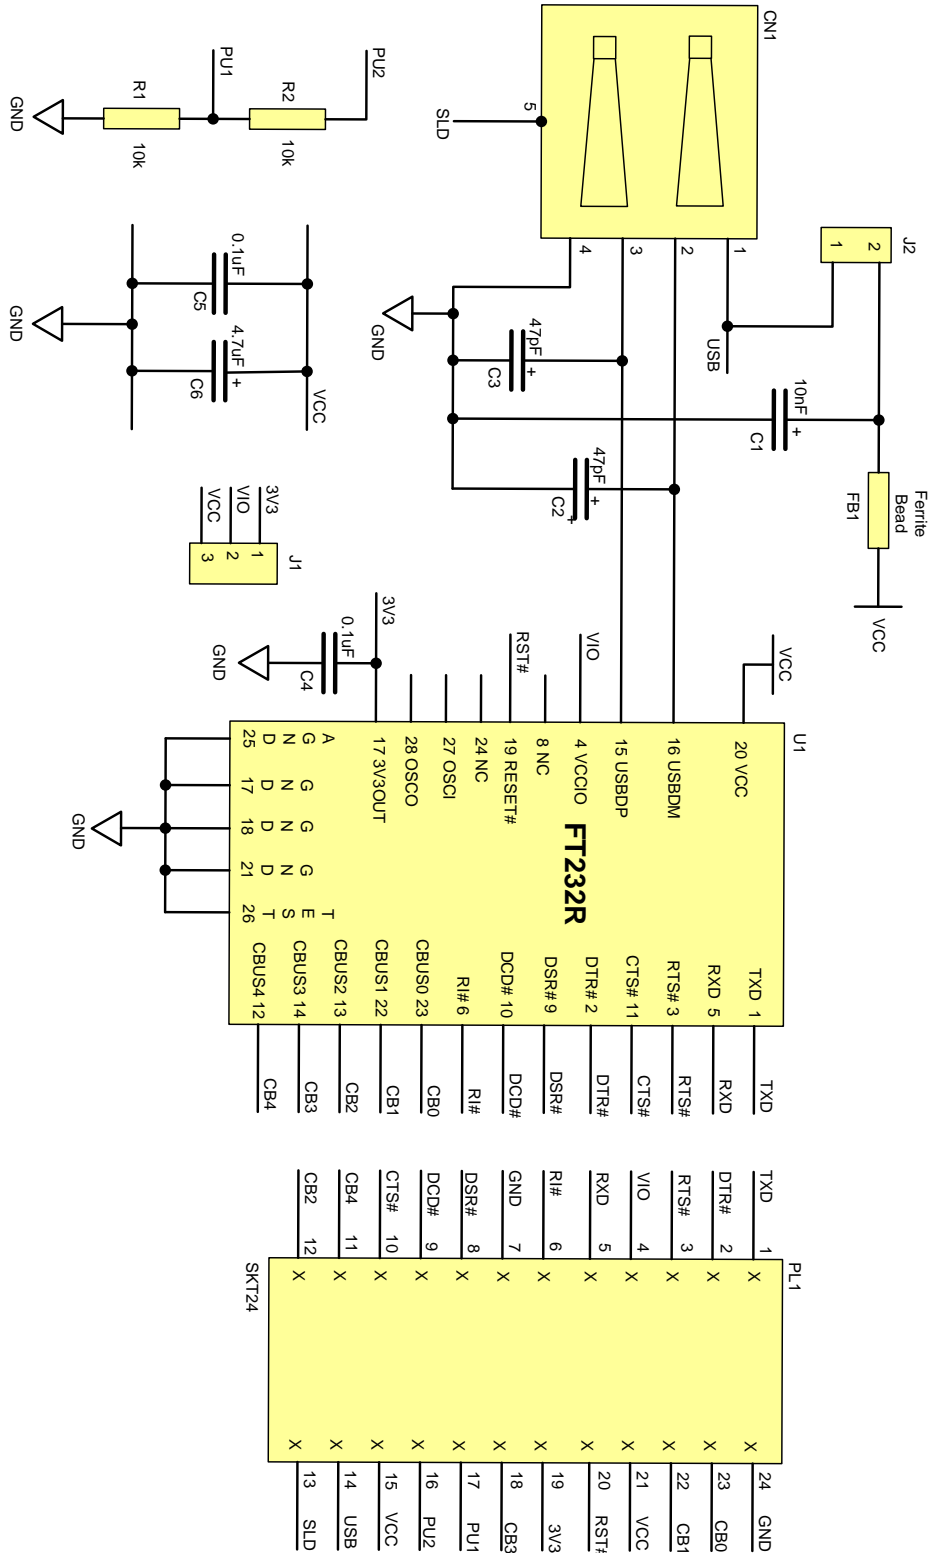 CN1
5
SLD
1
2
3
4
GND
J2
2
1
USB
10nF
+
C1
47pF
+
C3
47pF
+
C2
+
Ferrite
Bead
FB1
VCC
PU2
PU1
R2
10k
R1
10k
GND
0.1uF
C5
4.7uF
+
C6
VCC
GND
J1
3V3
VIO
VCC
1
2
3
3V3
0.1uF
C4
GND
RST#
VIO
VCC
U1
FT232R
20 VCC
16 USBDM
15 USBDP
4 VCCIO
8 NC
19 RESET#
24 NC
27 OSCI
28 OSCO
17 3V3OUT
A G N D 25
G N D 17
G N D 18
G N D 21
T E S T 26
GND
TXD 1
RXD 5
RTS# 3
CTS# 11
DTR# 2
DSR# 9
DCD# 10
RI# 6
CBUS0 23
CBUS1 22
CBUS2 13
CBUS3 14
CBUS4 12
TXD
RXD
RTS#
CTS#
DTR#
DSR#
DCD#
RI#
CB0
CB1
CB2
CB3
CB4
PL1
TXD 1 X X 24 GND
DTR# 2 X X 23 CB0
RTS# 3 X X 22 CB1
VIO 4 X X 21 VCC
RXD 5 X X 20 RST#
RI# 6 X X 19 3V3
GND 7 X X 18 CB3
DSR# 8 X X 17 PU1
DCD# 9 X X 16 PU2
CTS# 10 X X 15 VCC
CB4 11 X X 14 USB
CB2 12 X X 13 SLD
SKT24